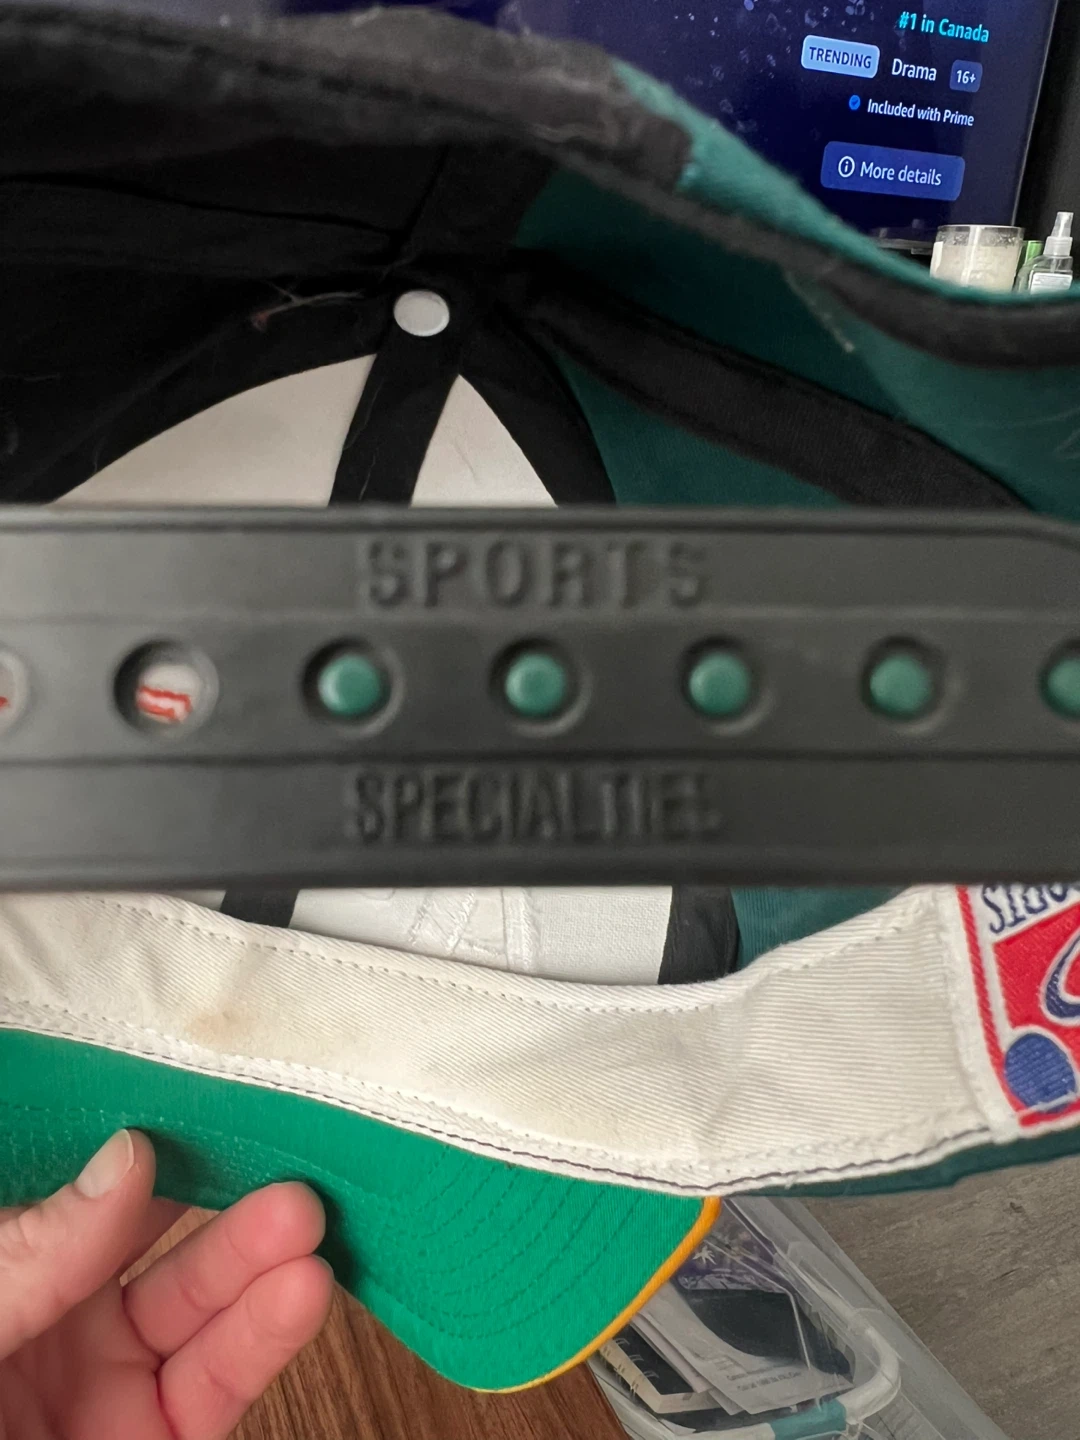 #1 in Canada
TRENDING Drama 16+
Included with Prime
More details
SPORTS
SPECIALTIES